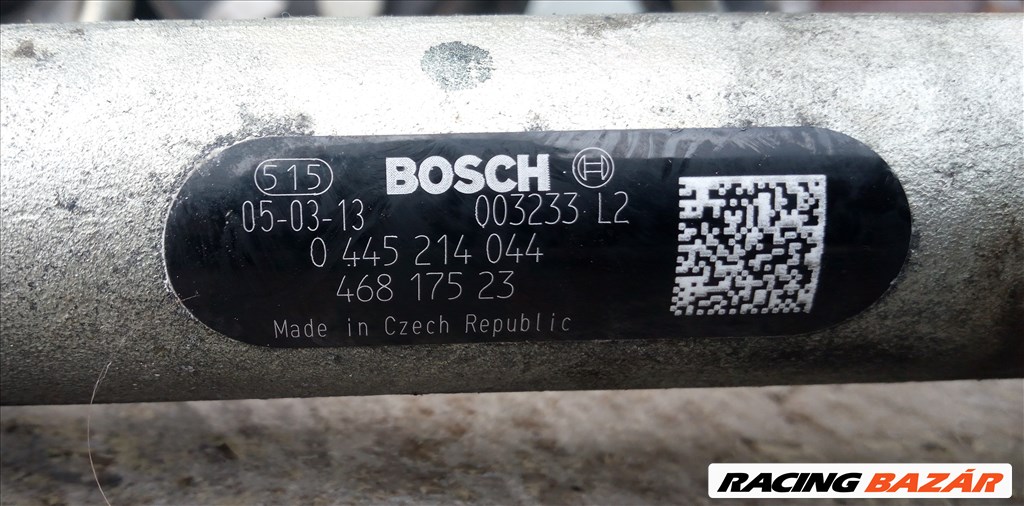 515 BOSCH
05-03-13 003233 L2
0 445 214 044
468 175 23
Made in Czech Republic
RACING BAZÁR